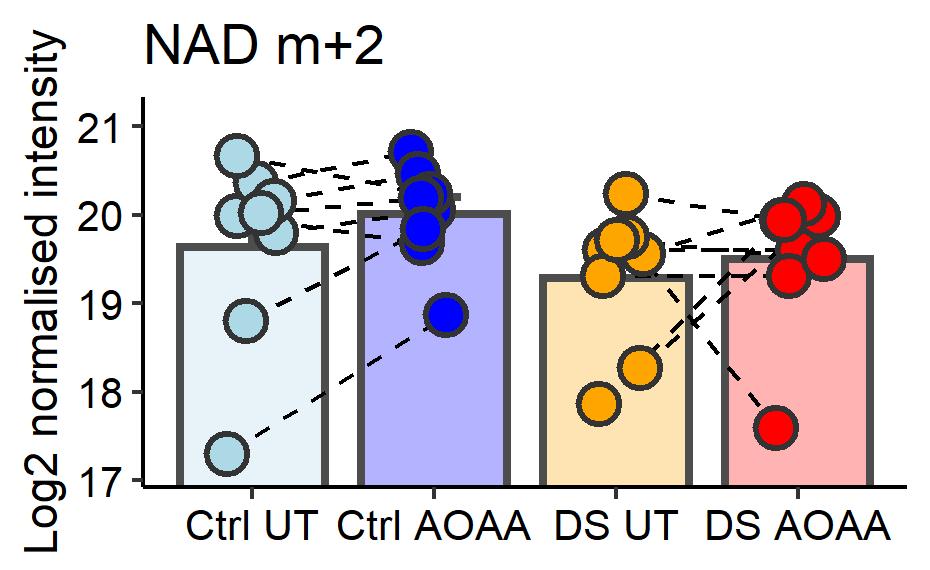 NAD m+2
Log2 normalised intensity
21
20
19
18
17
Ctrl UT
Ctrl AOAA
DS UT
DS AOAA